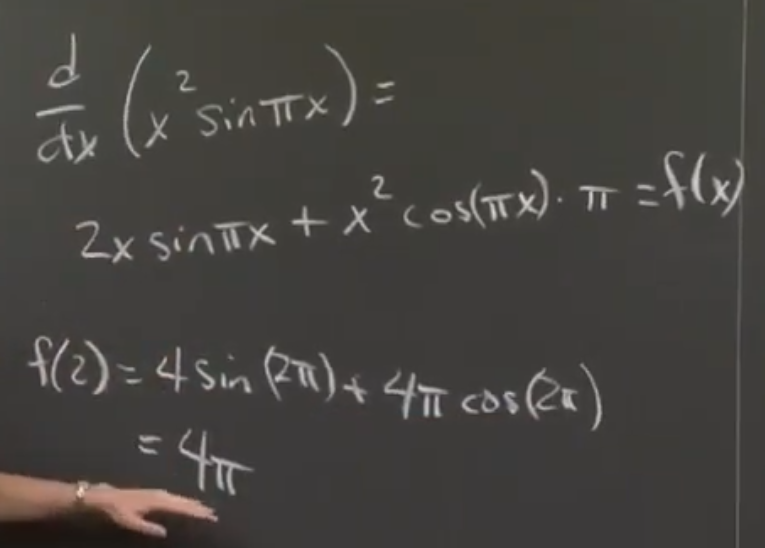 d/dx (x² sin πx) =
2x sin πx + x² cos(πx) · π = f(x)
f(2) = 4 sin (2π) + 4π cos(2π)
= 4π